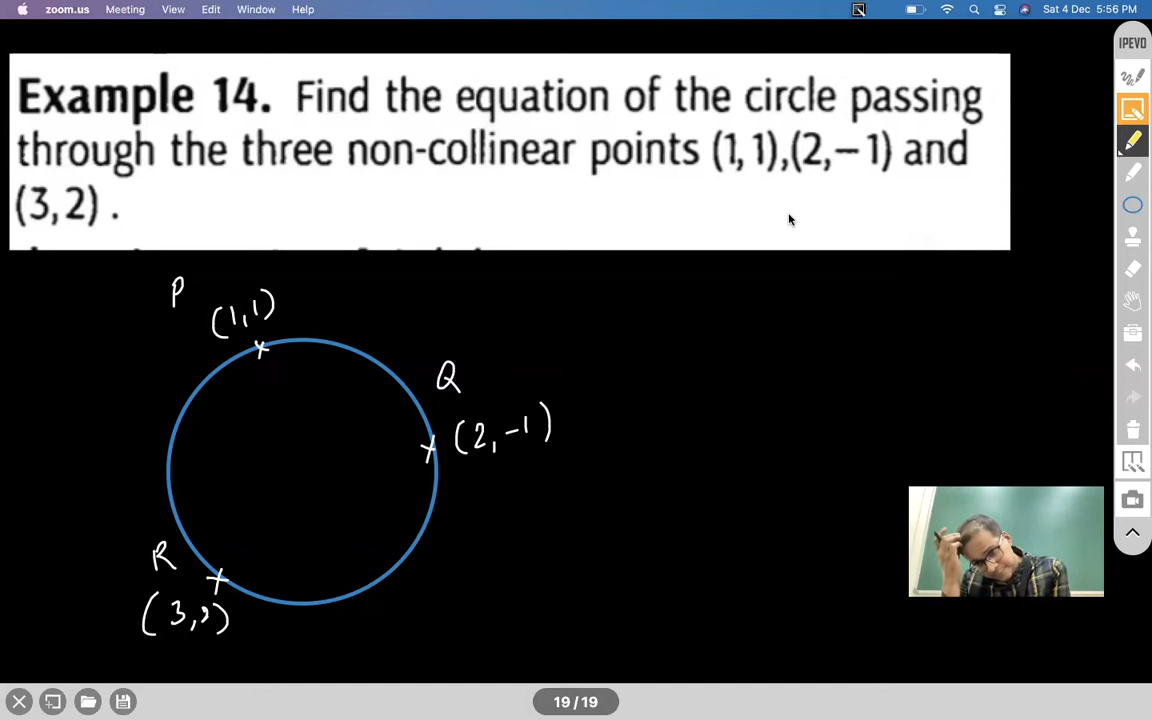 zoom.us Meeting View Edit Window Help Sat 4 Dec 5:56 PM
IPEVO
Example 14. Find the equation of the circle passing
through the three non-collinear points (1, 1),(2,– 1) and
(3, 2) .
P
(1,1)
Q
(2,-1)
R
(3,2)
19 / 19